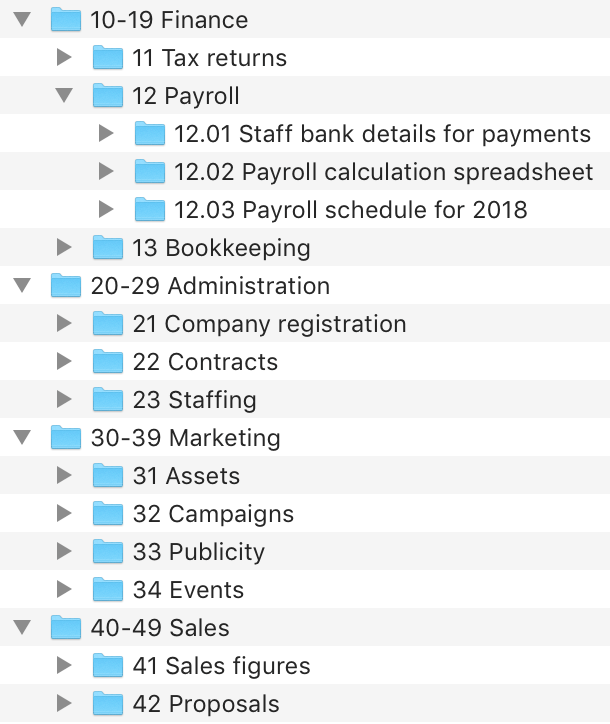 10-19 Finance
11 Tax returns
12 Payroll
12.01 Staff bank details for payments
12.02 Payroll calculation spreadsheet
12.03 Payroll schedule for 2018
13 Bookkeeping
20-29 Administration
21 Company registration
22 Contracts
23 Staffing
30-39 Marketing
31 Assets
32 Campaigns
33 Publicity
34 Events
40-49 Sales
41 Sales figures
42 Proposals